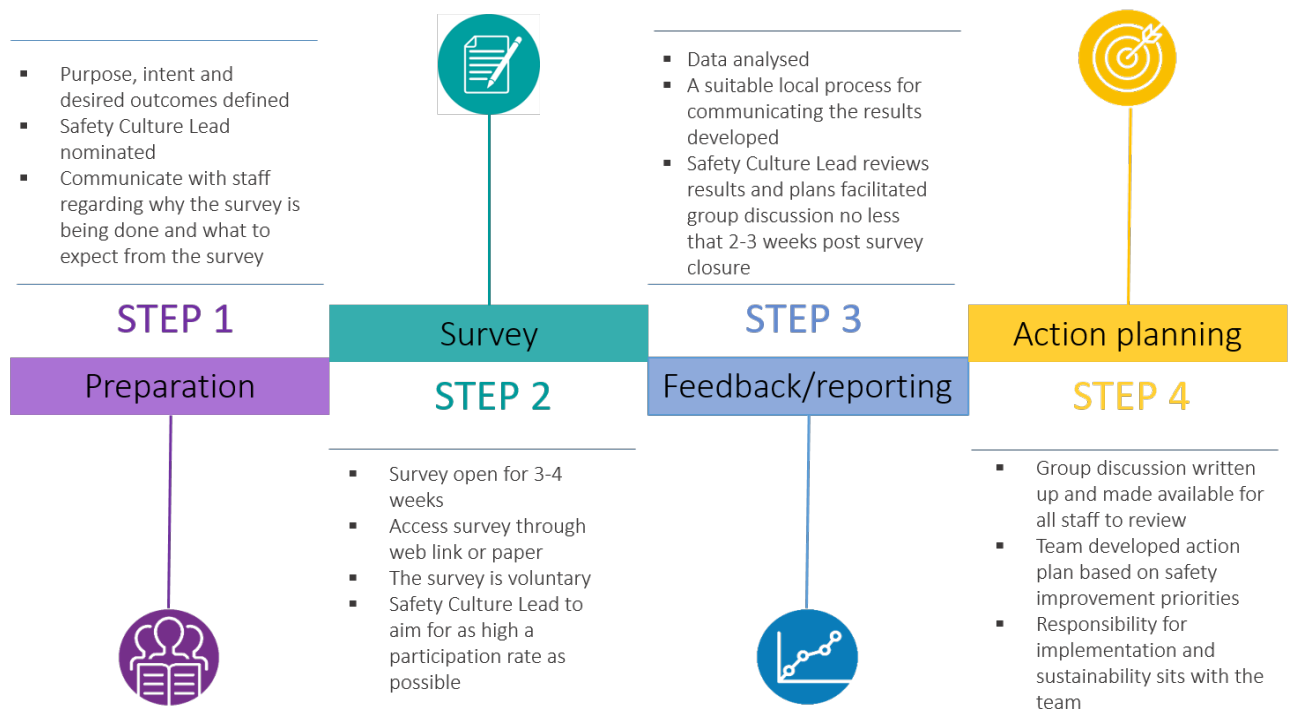 ▪ Purpose, intent and
desired outcomes defined
▪ Safety Culture Lead
nominated
▪ Communicate with staff
regarding why the survey is
being done and what to
expect from the survey
STEP 1
Preparation
Survey
STEP 2
▪ Survey open for 3-4
weeks
▪ Access survey through
web link or paper
▪ The survey is voluntary
▪ Safety Culture Lead to
aim for as high a
participation rate as
possible
▪ Data analysed
▪ A suitable local process for
communicating the results
developed
▪ Safety Culture Lead reviews
results and plans facilitated
group discussion no less
that 2-3 weeks post survey
closure
STEP 3
Feedback/reporting
Action planning
STEP 4
▪ Group discussion written
up and made available for
all staff to review
▪ Team developed action
plan based on safety
improvement priorities
▪ Responsibility for
implementation and
sustainability sits with the
team